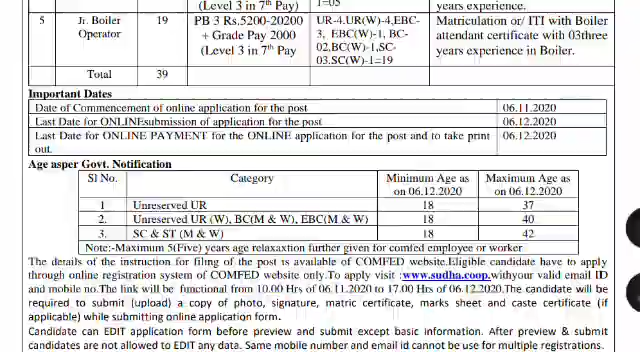 (Level 3 in 7th Pay 1=05 years experience.
5 Jr. Boiler 19 PB 3 Rs.5200-20200 UR-4.UR(W)-4,EBC- Matriculation or/ ITI with Boiler
Operator + Grade Pay 2000 3, EBC(W)-1, BC- attendant certificate with 03three
(Level 3 in 7th Pay 02,BC(W)-1,SC- years experience in Boiler.
03.SC(W)-1=19
Total 39
Important Dates
Date of Commencement of online application for the post 06.11.2020
Last Date for ONLINEsubmission of application for the post 06.12.2020
Last Date for ONLINE PAYMENT for the ONLINE application for the post and to take print 06.12.2020
out.
Age asper Govt. Notification
Sl No. Category Minimum Age as Maximum Age as
on 06.12.2020 on 06.12.2020
1 Unreserved UR 18 37
2. Unreserved UR (W), BC(M & W), EBC(M & W) 18 40
3. SC & ST (M & W) 18 42
Note:-Maximum 5(Five) years age relaxaxtion further given for comfed employee or worker
The details of the instruction for filing of the post is available of COMFED website.Eligible candidate have to apply
through online registration system of COMFED website only.To apply visit :www.sudha.coop.withyour valid email ID
and mobile no.The link will be functional from 10.00 Hrs of 06.11.2020 to 17.00 Hrs of 06.12.2020.The candidate will be
required to submit (upload) a copy of photo, signature, matric certificate, marks sheet and caste certificate (if
applicable) while submitting online application form.
Candidate can EDIT application form before preview and submit except basic information. After preview & submit
candidates are not allowed to EDIT any data. Same mobile number and email id cannot be use for multiple registrations.